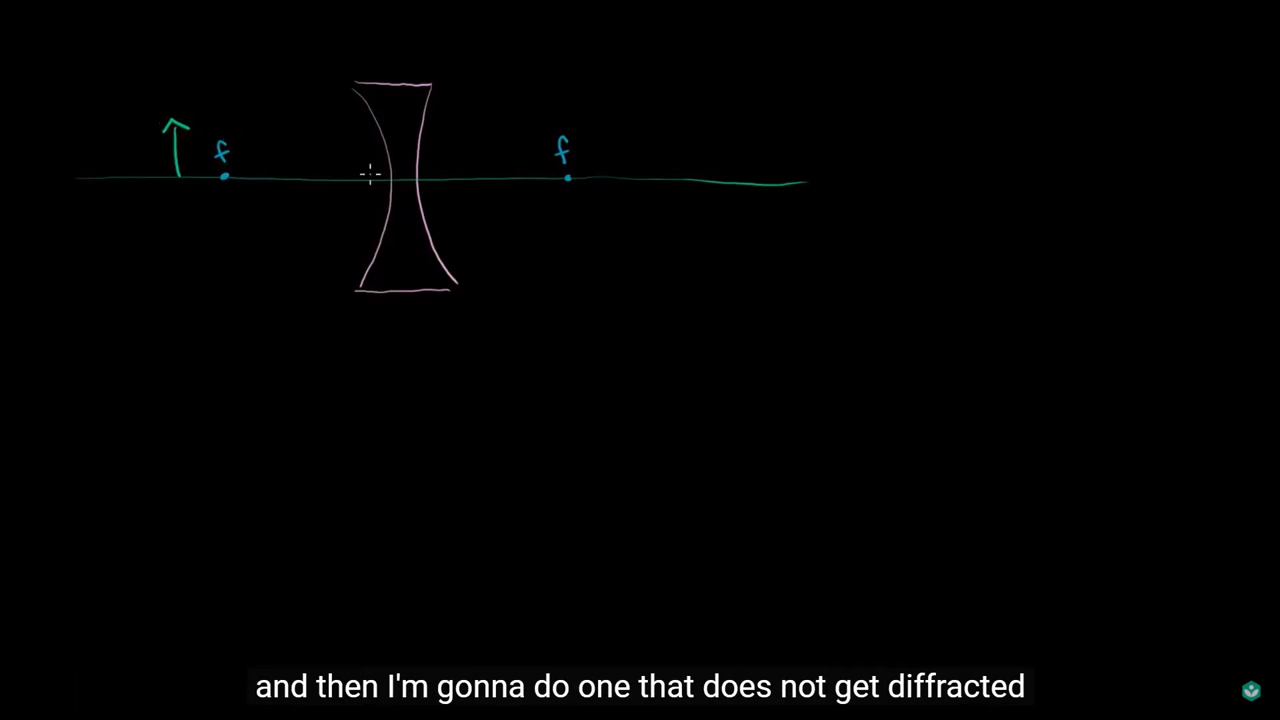 f
f
and then I'm gonna do one that does not get diffracted